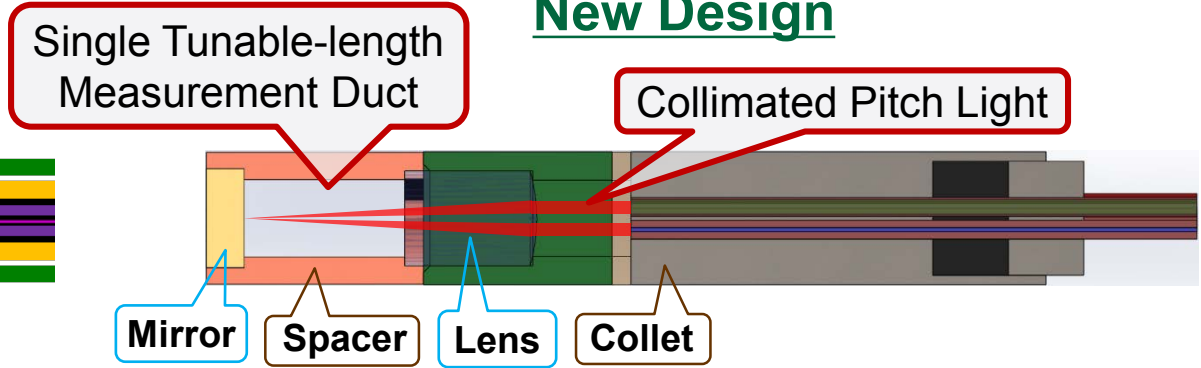 New Design
Single Tunable-length
Measurement Duct
Collimated Pitch Light
Mirror
Spacer
Lens
Collet